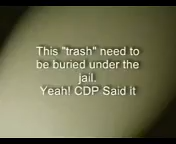 This "trash" need to
be buried under the
jail.
Yeah! CDP Said it